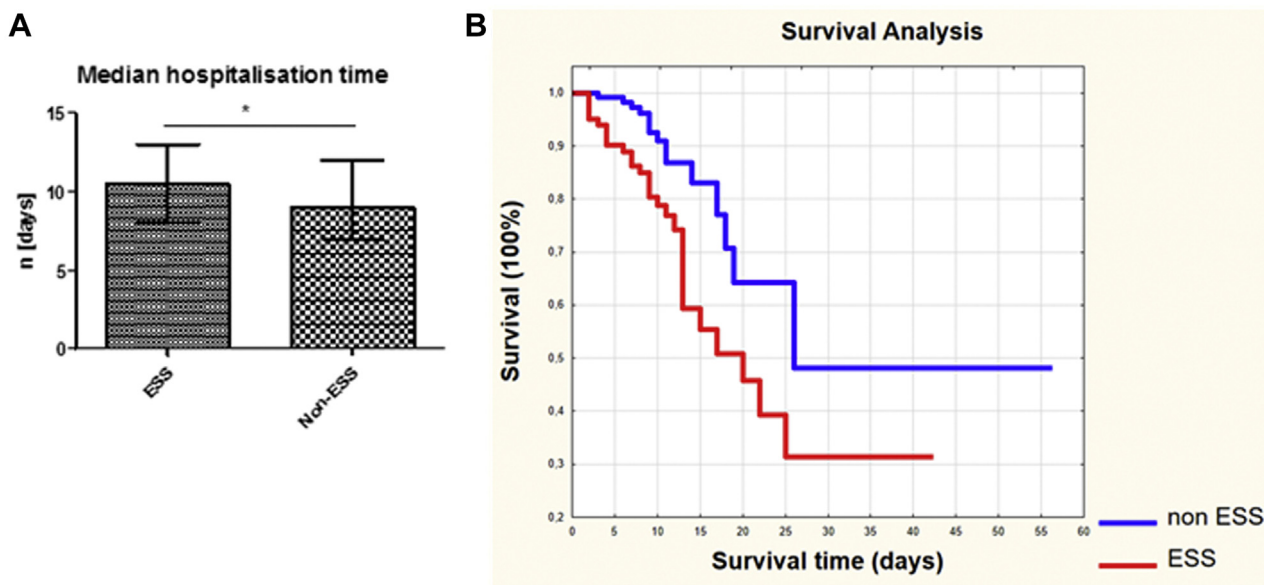 A
Median hospitalisation time
*
15
10
5
0
n [days]
ESS
Non-ESS
B
Survival Analysis
1,0
0,9
0,8
0,7
0,6
0,5
0,4
0,3
0,2
Survival (100%)
0 5 10 15 20 25 30 35 40 45 50 55 60
Survival time (days)
non ESS
ESS